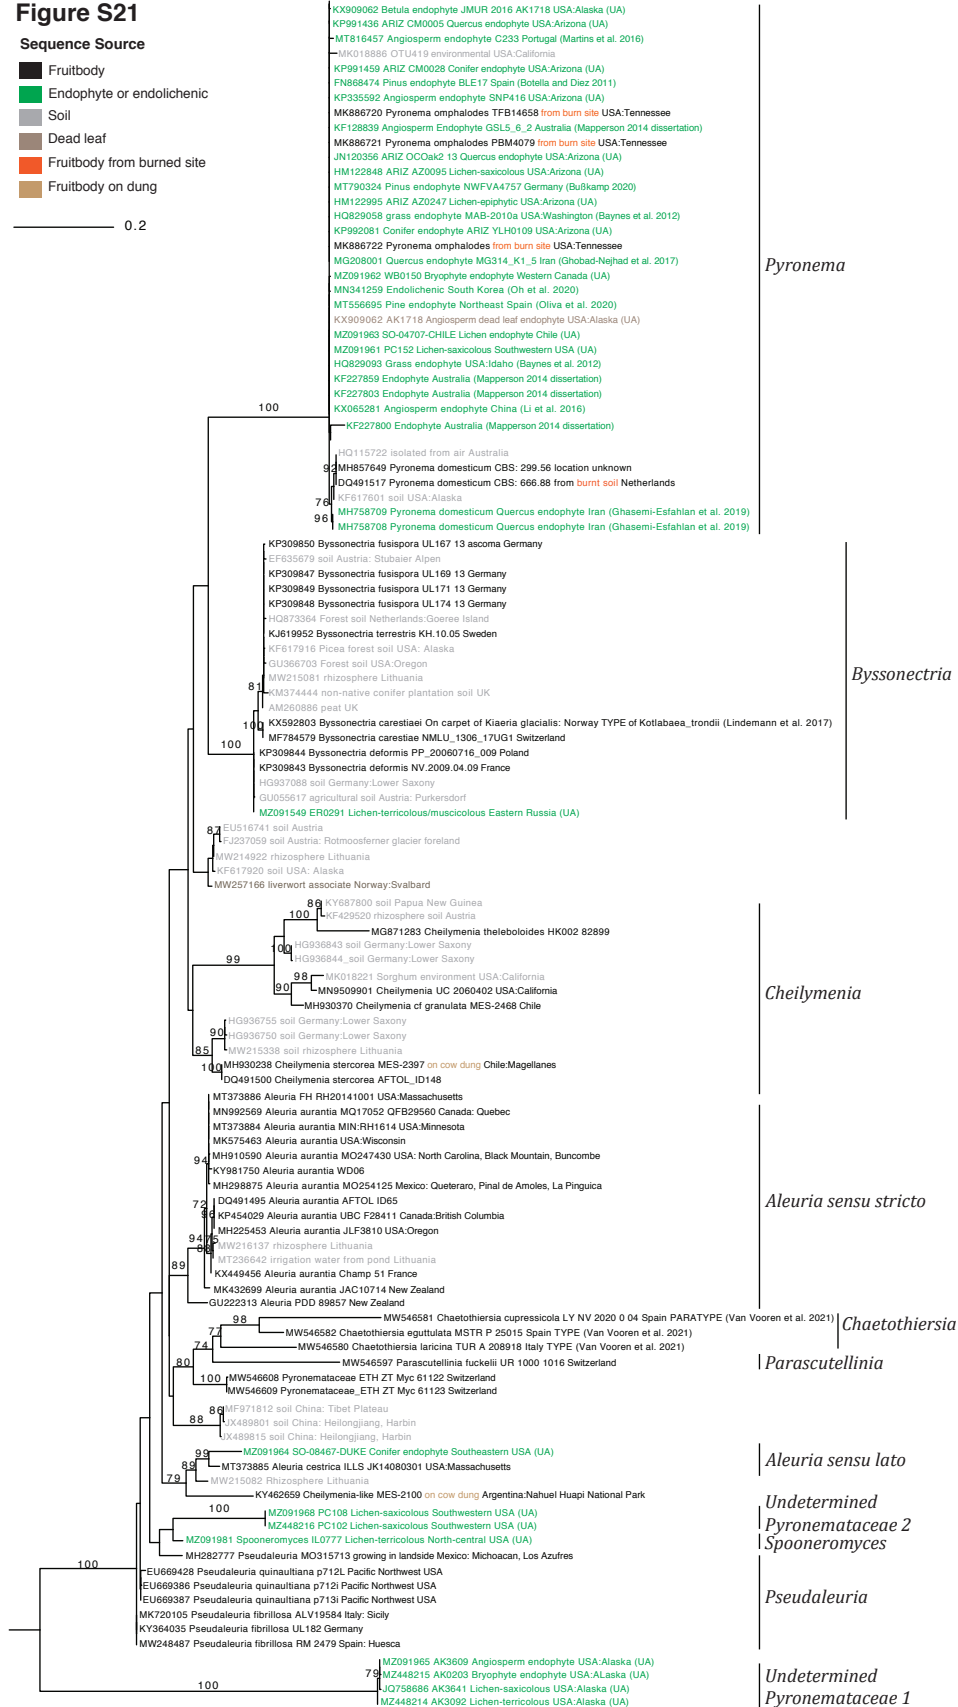 Figure S21
Sequence Source
Fruitbody
Endophyte or endolichenic
Soil
Dead leaf
Fruitbody from burned site
Fruitbody on dung
0.2
KX909062 Betula endophyte JMUR 2016 AK1718 USA:Alaska (UA)
KP991436 ARIZ CM0005 Quercus endophyte USA:Arizona (UA)
MT816457 Angiosperm endophyte C233 Portugal (Martins et al. 2016)
MK018886 OTU419 environmental USA:California
KP991459 ARIZ CM0028 Conifer endophyte USA:Arizona (UA)
FN868474 Pinus endophyte BLE17 Spain (Botella and Diez 2011)
KP335592 Angiosperm endophyte SNP416 USA:Arizona (UA)
MK886720 Pyronema omphalodes TFB14658 from burn site USA:Tennessee
KF128839 Angiosperm Endophyte GSL5_6_2 Australia (Mapperson 2014 dissertation)
MK886721 Pyronema omphalodes PBM4079 from burn site USA:Tennessee
JN120356 ARIZ OCOak2 13 Quercus endophyte USA:Arizona (UA)
HM122848 ARIZ AZ0095 Lichen-saxicolous USA:Arizona (UA)
MT790324 Pinus endophyte NWFVA4757 Germany (Bußkamp 2020)
HM122995 ARIZ AZ0247 Lichen-epiphytic USA:Arizona (UA)
HQ829058 grass endophyte MAB-2010a USA:Washington (Baynes et al. 2012)
KP992081 Conifer endophyte ARIZ YLH0109 USA:Arizona (UA)
MK886722 Pyronema omphalodes from burn site USA:Tennessee
MG208001 Quercus endophyte MG314_K1_5 Iran (Ghobad-Nejhad et al. 2017)
Pyronema
MZ091962 WB0150 Bryophyte endophyte Western Canada (UA)
MN341259 Endolichenic South Korea (Oh et al. 2020)
MT556695 Pine endophyte Northeast Spain (Oliva et al. 2020)
KX909062 AK1718 Angiosperm dead leaf endophyte USA:Alaska (UA)
MZ091963 SO-04707-CHILE Lichen endophyte Chile (UA)
MZ091961 PC152 Lichen-saxicolous Southwestern USA (UA)
HQ829093 Grass endophyte USA:Idaho (Baynes et al. 2012)
KF227859 Endophyte Australia (Mapperson 2014 dissertation)
KF227803 Endophyte Australia (Mapperson 2014 dissertation)
100
KX065281 Angiosperm endophyte China (Li et al. 2016)
KF227800 Endophyte Australia (Mapperson 2014 dissertation)
HQ115722 isolated from air Australia
92
MH857649 Pyronema domesticum CBS: 299.56 location unknown
DQ491517 Pyronema domesticum CBS: 666.88 from burnt soil Netherlands
76
KF617601 soil USA:Alaska
MH758709 Pyronema domesticum Quercus endophyte Iran (Ghasemi-Esfahlan et al. 2019)
96
MH758708 Pyronema domesticum Quercus endophyte Iran (Ghasemi-Esfahlan et al. 2019)
KP309850 Byssonectria fusispora UL167 13 ascoma Germany
EF635679 soil Austria: Stubaier Alpen
KP309847 Byssonectria fusispora UL169 13 Germany
KP309849 Byssonectria fusispora UL171 13 Germany
KP309848 Byssonectria fusispora UL174 13 Germany
HQ873364 Forest soil Netherlands:Goeree Island
KJ619952 Byssonectria terrestris KH.10.05 Sweden
KF617916 Picea forest soil USA: Alaska
GU366703 Forest soil USA:Oregon
Byssonectria
MW215081 rhizosphere Lithuania
81
KM374444 non-native conifer plantation soil UK
AM260886 peat UK
100
KX592803 Byssonectria carestiaei On carpet of Kiaeria glacialis: Norway TYPE of Kotlabaea_trondii (Lindemann et al. 2017)
MF784579 Byssonectria carestiae NMLU_1306_17UG1 Switzerland
100
KP309844 Byssonectria deformis PP_20060716_009 Poland
KP309843 Byssonectria deformis NV.2009.04.09 France
HG937088 soil Germany:Lower Saxony
GU055617 agricultural soil Austria: Purkersdorf
MZ091549 ER0291 Lichen-terricolous/muscicolous Eastern Russia (UA)
87
EU516741 soil Austria
FJ237059 soil Austria: Rotmoosferner glacier foreland
MW214922 rhizosphere Lithuania
KF617920 soil USA: Alaska
MW257166 liverwort associate Norway:Svalbard
86
KY687800 soil Papua New Guinea
100
KF429520 rhizosphere soil Austria
MG871283 Cheilymenia theleboloides HK002 82899
100
HG936843 soil Germany:Lower Saxony
99
HG936844_soil Germany:Lower Saxony
98
MK018221 Sorghum environment USA:California
90
MN9509901 Cheilymenia UC 2060402 USA:California
Cheilymenia
MH930370 Cheilymenia cf granulata MES-2468 Chile
HG936755 soil Germany:Lower Saxony
90
HG936750 soil Germany:Lower Saxony
85
MW215338 soil rhizosphere Lithuania
100
MH930238 Cheilymenia stercorea MES-2397 on cow dung Chile:Magellanes
DQ491500 Cheilymenia stercorea AFTOL_ID148
MT373886 Aleuria FH RH20141001 USA:Massachusetts
MN992569 Aleuria aurantia MQ17052 QFB29560 Canada: Quebec
MT373884 Aleuria aurantia MIN:RH1614 USA:Minnesota
MK575463 Aleuria aurantia USA:Wisconsin
MH910590 Aleuria aurantia MO247430 USA: North Carolina, Black Mountain, Buncombe
94
KY981750 Aleuria aurantia WD06
MH298875 Aleuria aurantia MO254125 Mexico: Queteraro, Pinal de Amoles, La Pinguica
72
DQ491495 Aleuria aurantia AFTOL ID65
Aleuria sensu stricto
KP454029 Aleuria aurantia UBC F28411 Canada:British Columbia
MH225453 Aleuria aurantia JLF3810 USA:Oregon
94
75
MW216137 rhizosphere Lithuania
MT236642 irrigation water from pond Lithuania
89
KX449456 Aleuria aurantia Champ 51 France
MK432699 Aleuria aurantia JAC10714 New Zealand
GU222313 Aleuria PDD 89857 New Zealand
98
MW546581 Chaetothiersia cupressicola LY NV 2020 0 04 Spain PARATYPE (Van Vooren et al. 2021)
Chaetothiersia
77
MW546582 Chaetothiersia eguttulata MSTR P 25015 Spain TYPE (Van Vooren et al. 2021)
74
MW546580 Chaetothiersia laricina TUR A 208918 Italy TYPE (Van Vooren et al. 2021)
80
MW546597 Parascutellinia fuckelii UR 1000 1016 Switzerland
Parascutellinia
100
MW546608 Pyronemataceae ETH ZT Myc 61122 Switzerland
MW546609 Pyronemataceae_ETH ZT Myc 61123 Switzerland
86
MF971812 soil China: Tibet Plateau
88
JX489801 soil China: Heilongjiang, Harbin
JX489815 soil China: Heilongjiang, Harbin
99
MZ091964 SO-08467-DUKE Conifer endophyte Southeastern USA (UA)
89
MT373885 Aleuria cestrica ILLS JK14080301 USA:Massachusetts
Aleuria sensu lato
79
MW215082 Rhizosphere Lithuania
KY462659 Cheilymenia-like MES-2100 on cow dung Argentina:Nahuel Huapi National Park
100
MZ091968 PC108 Lichen-saxicolous Southwestern USA (UA)
MZ448216 PC102 Lichen-saxicolous Southwestern USA (UA)
Undetermined
Pyronemataceae 2
MZ091981 Spooneromyces IL0777 Lichen-terricolous North-central USA (UA)
Spooneromyces
MH282777 Pseudaleuria MO315713 growing in landside Mexico: Michoacan, Los Azufres
100
EU669428 Pseudaleuria quinaultiana p712L Pacific Northwest USA
EU669386 Pseudaleuria quinaultiana p712i Pacific Northwest USA
EU669387 Pseudaleuria quinaultiana p713i Pacific Northwest USA
Pseudaleuria
MK720105 Pseudaleuria fibrillosa ALV19584 Italy: Sicily
KY364035 Pseudaleuria fibrillosa UL182 Germany
MW248487 Pseudaleuria fibrillosa RM 2479 Spain: Huesca
MZ091965 AK3609 Angiosperm endophyte USA:Alaska (UA)
79
MZ448215 AK0203 Bryophyte endophyte USA:ALaska (UA)
100
JQ758686 AK3641 Lichen-saxicolous USA:Alaska (UA)
MZ448214 AK3092 Lichen-terricolous USA:Alaska (UA)
Undetermined
Pyronemataceae 1